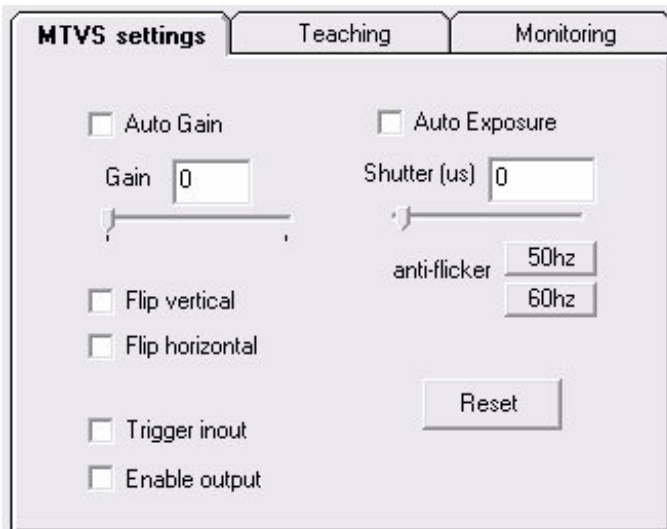 MTVS settings Teaching Monitoring
Auto Gain Auto Exposure
Gain 0 Shutter (us) 0
anti-flicker 50hz
60hz
Flip vertical
Flip horizontal
Reset
Trigger inout
Enable output